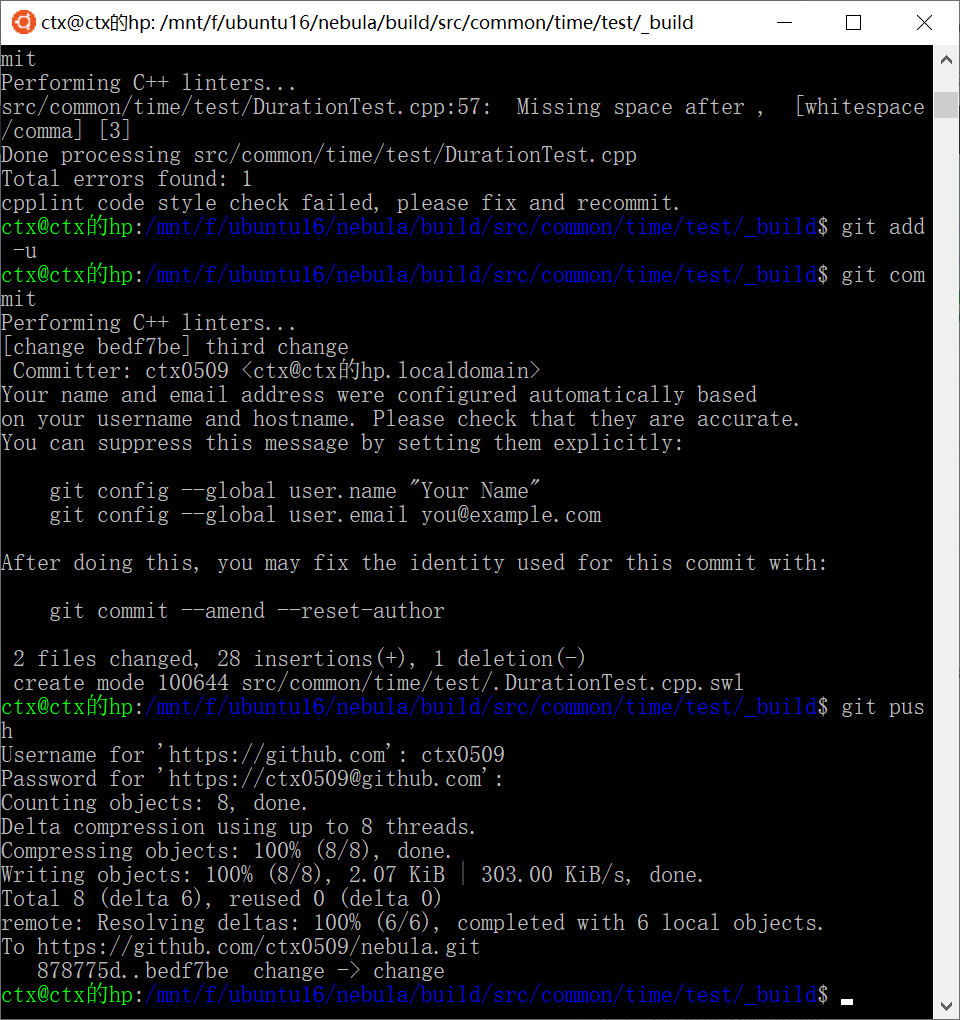 ctx@ctx的hp: /mnt/f/ubuntu16/nebula/build/src/common/time/test/_build
mit
Performing C++ linters...
src/common/time/test/DurationTest.cpp:57:  Missing space after ,  [whitespace
/comma] [3]
Done processing src/common/time/test/DurationTest.cpp
Total errors found: 1
cpplint code style check failed, please fix and recommit.
ctx@ctx的hp:/mnt/f/ubuntu16/nebula/build/src/common/time/test/_build$ git add
 -u
ctx@ctx的hp:/mnt/f/ubuntu16/nebula/build/src/common/time/test/_build$ git com
mit
Performing C++ linters...
[change bedf7be] third change
 Committer: ctx0509 <ctx@ctx的hp.localdomain>
Your name and email address were configured automatically based
on your username and hostname. Please check that they are accurate.
You can suppress this message by setting them explicitly:
    git config --global user.name "Your Name"
    git config --global user.email you@example.com
After doing this, you may fix the identity used for this commit with:
    git commit --amend --reset-author
 2 files changed, 28 insertions(+), 1 deletion(-)
 create mode 100644 src/common/time/test/.DurationTest.cpp.swl
ctx@ctx的hp:/mnt/f/ubuntu16/nebula/build/src/common/time/test/_build$ git pus
h
Username for 'https://github.com': ctx0509
Password for 'https://ctx0509@github.com':
Counting objects: 8, done.
Delta compression using up to 8 threads.
Compressing objects: 100% (8/8), done.
Writing objects: 100% (8/8), 2.07 KiB | 303.00 KiB/s, done.
Total 8 (delta 6), reused 0 (delta 0)
remote: Resolving deltas: 100% (6/6), completed with 6 local objects.
To https://github.com/ctx0509/nebula.git
   878775d..bedf7be  change -> change
ctx@ctx的hp:/mnt/f/ubuntu16/nebula/build/src/common/time/test/_build$